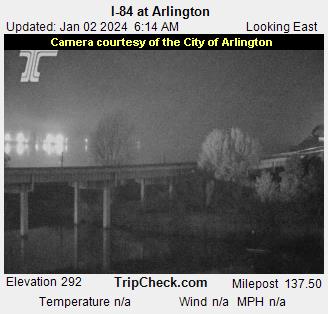 I-84 at Arlington
Updated: Jan 02 2024 6:14 AM Looking East
Camera courtesy of the City of Arlington
Elevation 292 TripCheck.com Milepost 137.50
Temperature n/a Wind n/a MPH n/a